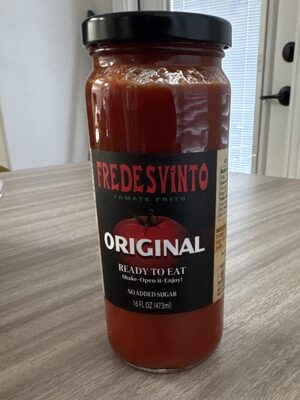 FREDESVINTO
TOMATE FRITO
ORIGINAL
READY TO EAT
Shake-Open it-Enjoy!
NO ADDED SUGAR
16 FL OZ (473ml)